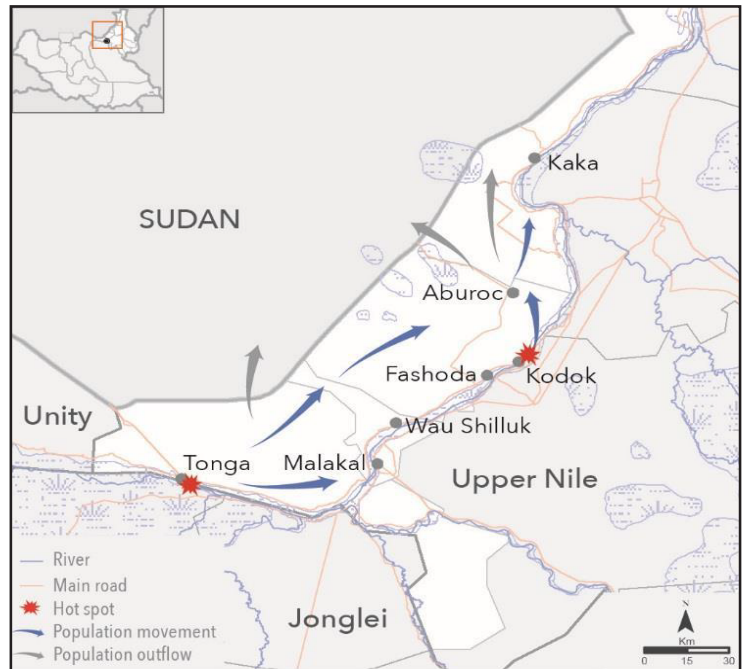 Kaka
SUDAN
Aburoc
Fashoda
Kodok
Unity
Wau Shilluk
Tonga
Malakal
Upper Nile
River
Main road
Hot spot
Population movement
Population outflow
Jonglei
N
Km
0 15 30